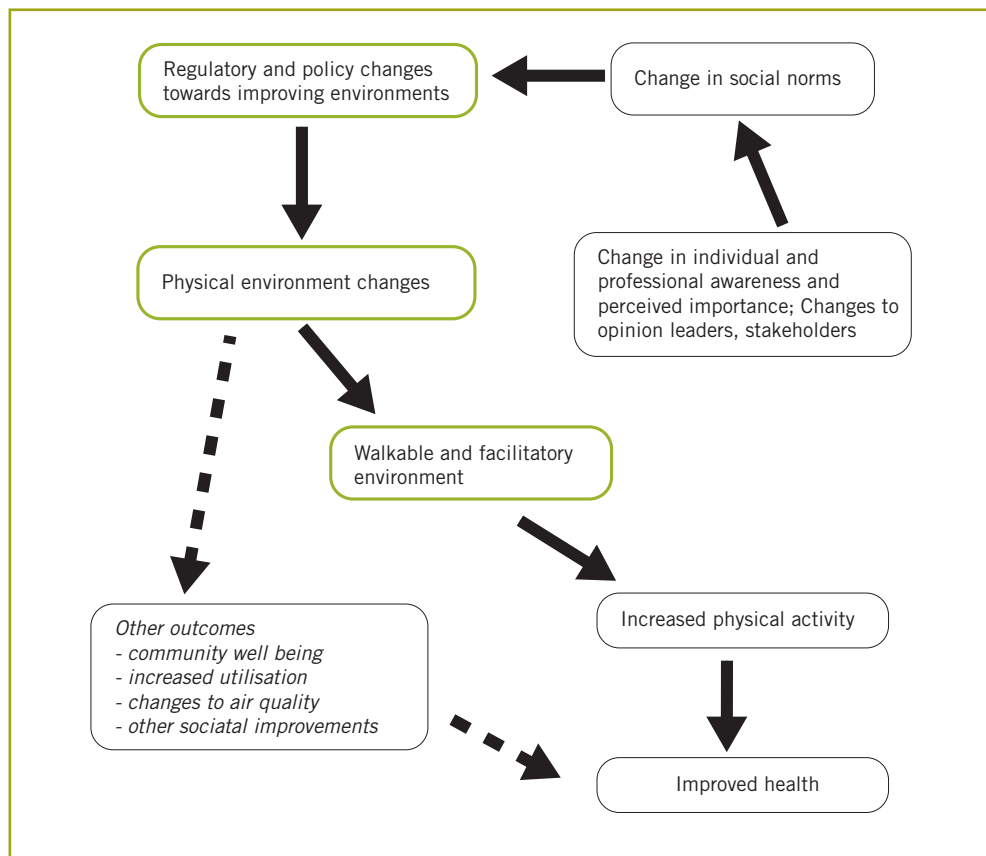 Regulatory and policy changes
towards improving environments
Change in social norms
Change in individual and
professional awareness and
perceived importance; Changes to
opinion leaders, stakeholders
Physical environment changes
Walkable and facilitatory
environment
Increased physical activity
Other outcomes
- community well being
- increased utilisation
- changes to air quality
- other sociatal improvements
Improved health